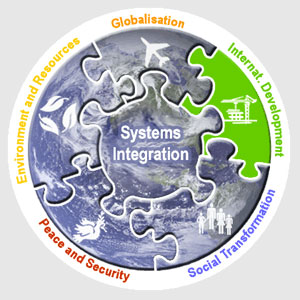 Globalisation
Internat. Development
Social Transformation
Peace and Security
Environment and Resources
Systems
Integration